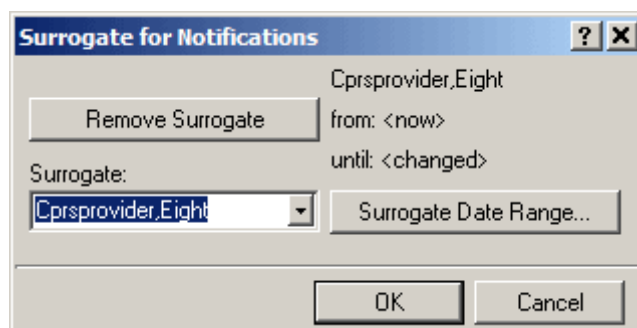 Surrogate for Notifications
Cprsprovider,Eight
Remove Surrogate
from: <now>
until: <changed>
Surrogate:
Cprsprovider,Eight
Surrogate Date Range...
OK
Cancel